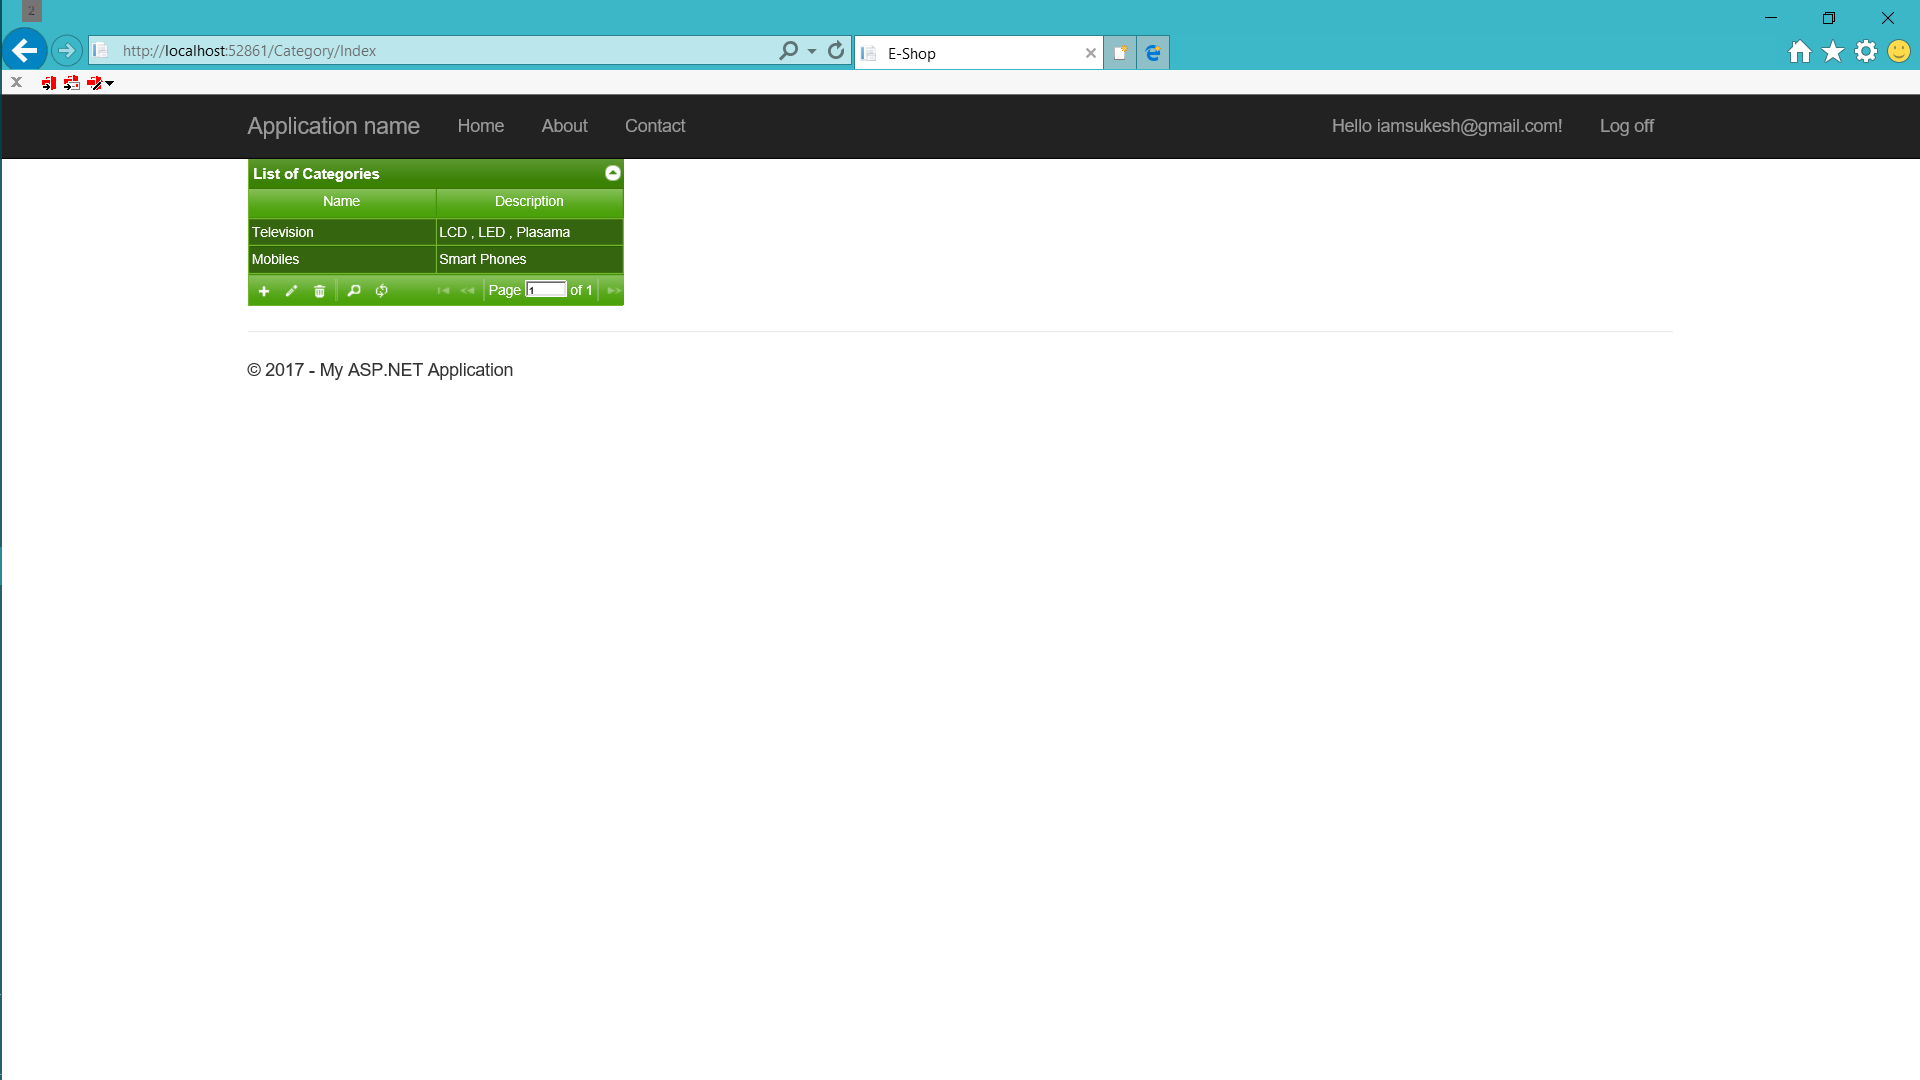 2
http://localhost:52861/Category/Index
E-Shop
Application name Home About Contact Hello iamsukesh@gmail.com! Log off
List of Categories
Name Description
Television LCD , LED , Plasama
Mobiles Smart Phones
Page 1 of 1
© 2017 - My ASP.NET Application